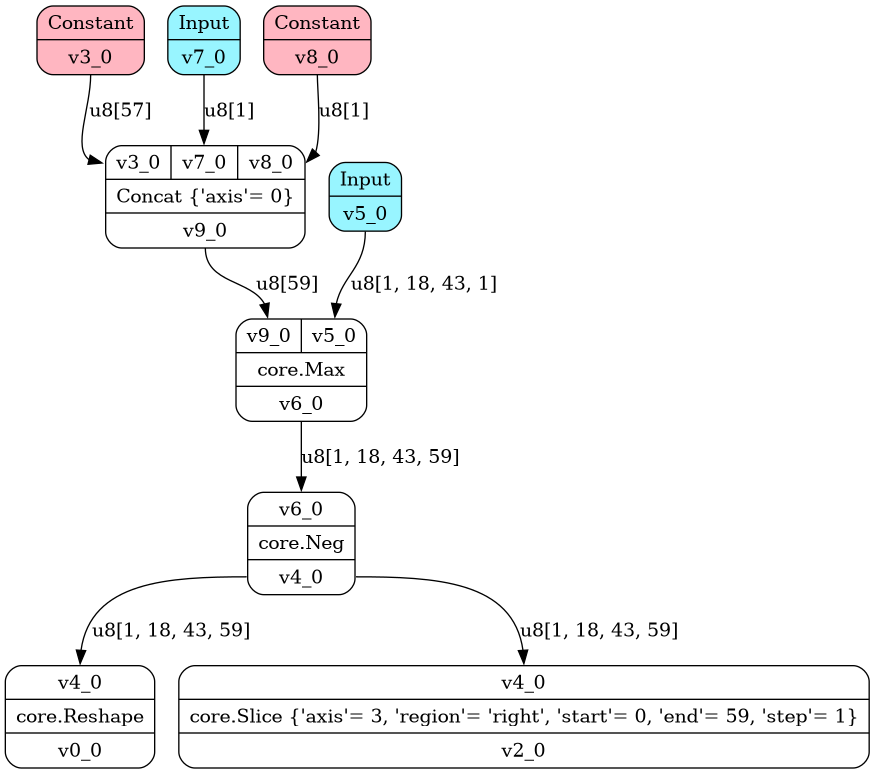 Constant
v3_0
Input
v7_0
Constant
v8_0
u8[57]
u8[1]
u8[1]
v3_0 v7_0 v8_0
Concat {'axis'= 0}
v9_0
Input
v5_0
u8[59]
u8[1, 18, 43, 1]
v9_0 v5_0
core.Max
v6_0
u8[1, 18, 43, 59]
v6_0
core.Neg
v4_0
u8[1, 18, 43, 59]
u8[1, 18, 43, 59]
v4_0
core.Reshape
v0_0
v4_0
core.Slice {'axis'= 3, 'region'= 'right', 'start'= 0, 'end'= 59, 'step'= 1}
v2_0